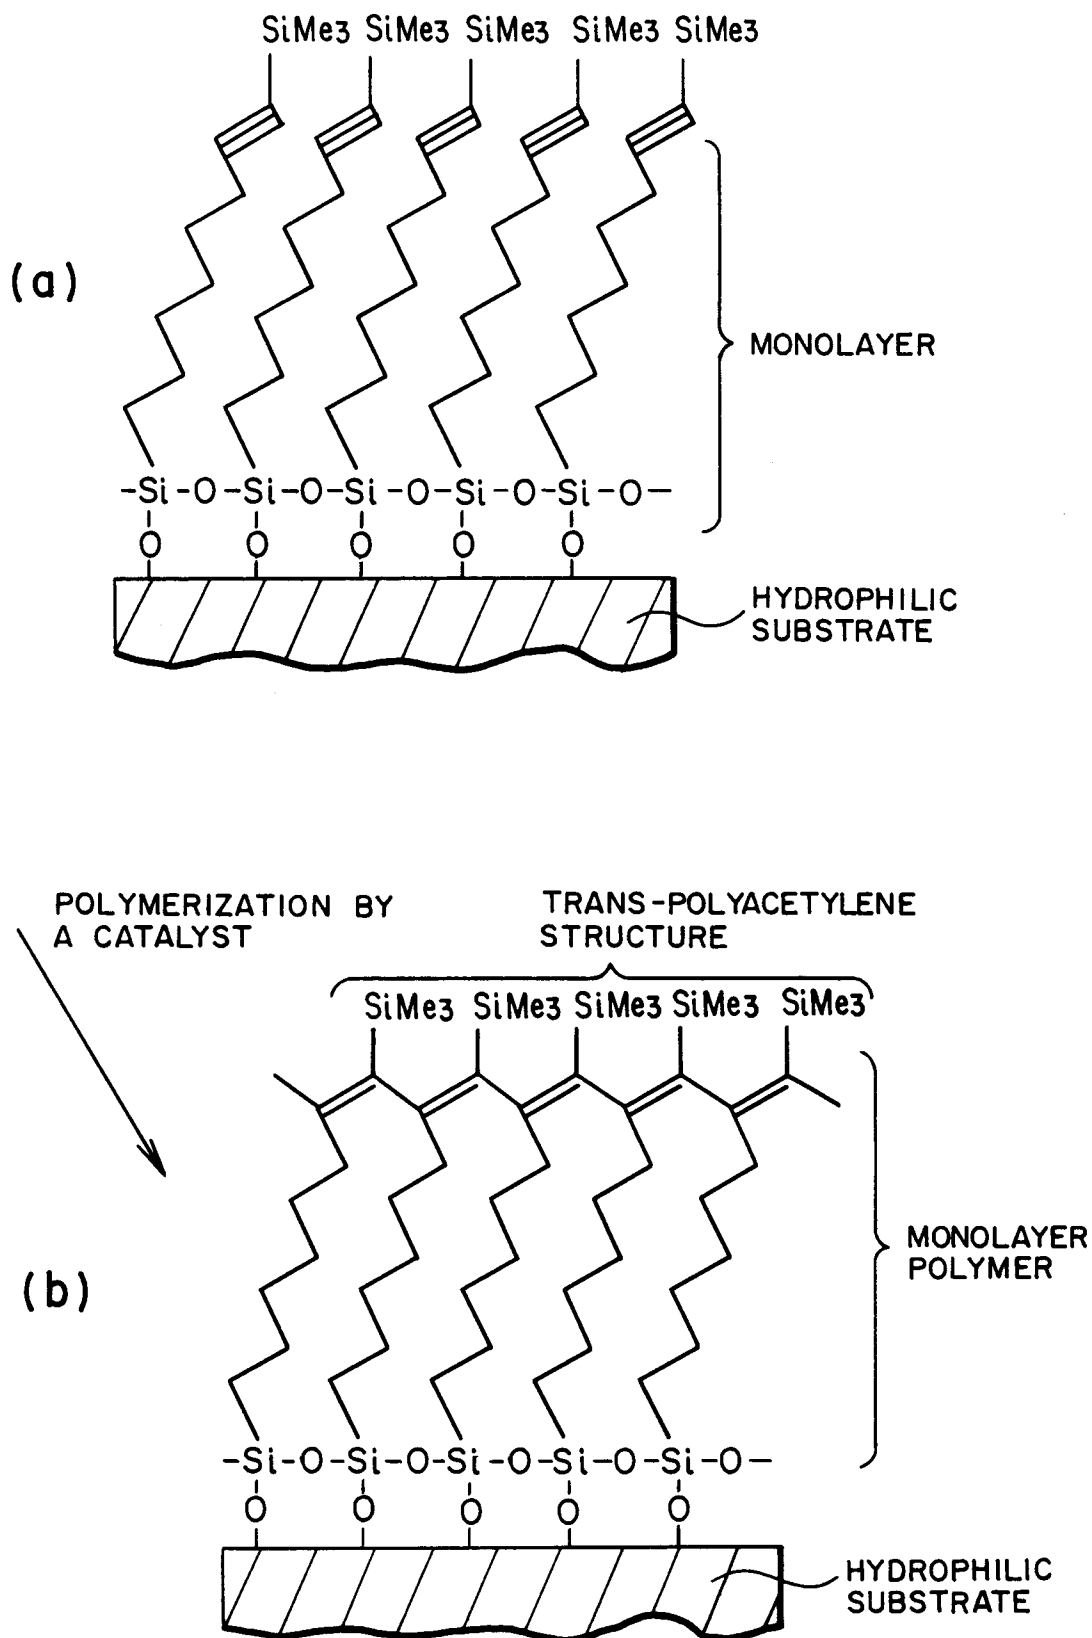 SiMe3 SiMe3 SiMe3 SiMe3 SiMe3
(a)
MONOLAYER
-Si-O-Si-O-Si-O-Si-O-Si-O-
O O O O O
HYDROPHILIC
SUBSTRATE
POLYMERIZATION BY
A CATALYST
TRANS-POLYACETYLENE
STRUCTURE
SiMe3 SiMe3 SiMe3 SiMe3 SiMe3
MONOLAYER
POLYMER
(b)
-Si-O-Si-O-Si-O-Si-O-Si-O-
O O O O O
HYDROPHILIC
SUBSTRATE